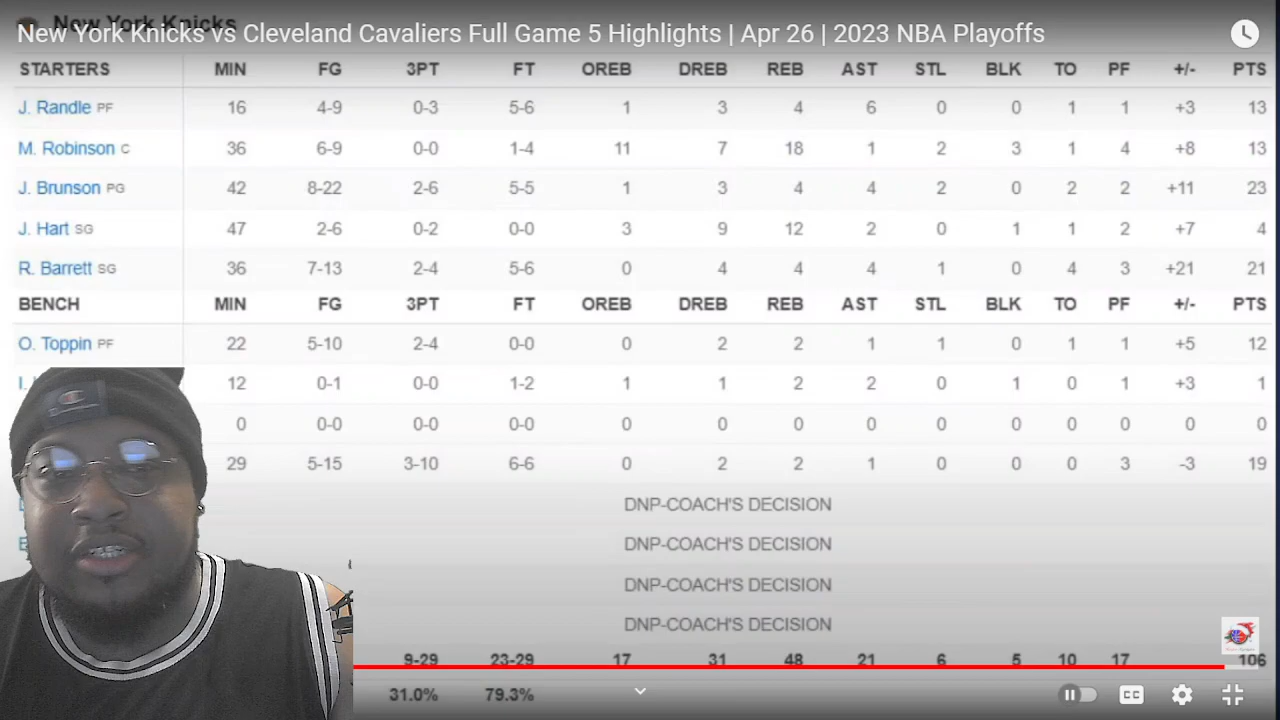 New York Knicks
New York Knicks vs Cleveland Cavaliers Full Game 5 Highlights | Apr 26 | 2023 NBA Playoffs
STARTERS MIN FG 3PT FT OREB DREB REB AST STL BLK TO PF +/- PTS
J. Randle PF 16 4-9 0-3 5-6 1 3 4 6 0 0 1 1 +3 13
M. Robinson C 36 6-9 0-0 1-4 11 7 18 1 2 3 1 4 +8 13
J. Brunson PG 42 8-22 2-6 5-5 1 3 4 4 2 0 2 2 +11 23
J. Hart SG 47 2-6 0-2 0-0 3 9 12 2 0 1 1 2 +7 4
R. Barrett SG 36 7-13 2-4 5-6 0 4 4 4 1 0 4 3 +21 21
BENCH MIN FG 3PT FT OREB DREB REB AST STL BLK TO PF +/- PTS
O. Toppin PF 22 5-10 2-4 0-0 0 2 2 1 1 0 1 1 +5 12
I. 12 0-1 0-0 1-2 1 1 2 2 0 1 0 1 +3 1
0 0-0 0-0 0-0 0 0 0 0 0 0 0 0 0 0
29 5-15 3-10 6-6 0 2 2 1 0 0 0 3 -3 19
DNP-COACH'S DECISION
DNP-COACH'S DECISION
DNP-COACH'S DECISION
DNP-COACH'S DECISION
9-29 23-29 17 31 48 21 6 5 10 17 106
31.0% 79.3%
CC